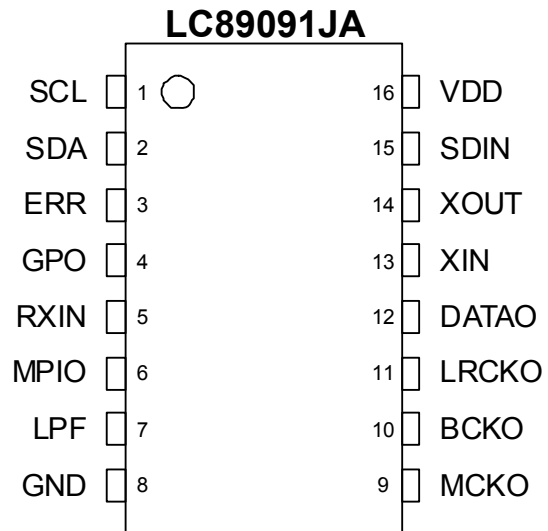 LC89091JA
SCL 1 16 VDD
SDA 2 15 SDIN
ERR 3 14 XOUT
GPO 4 13 XIN
RXIN 5 12 DATAO
MPIO 6 11 LRCKO
LPF 7 10 BCKO
GND 8 9 MCKO